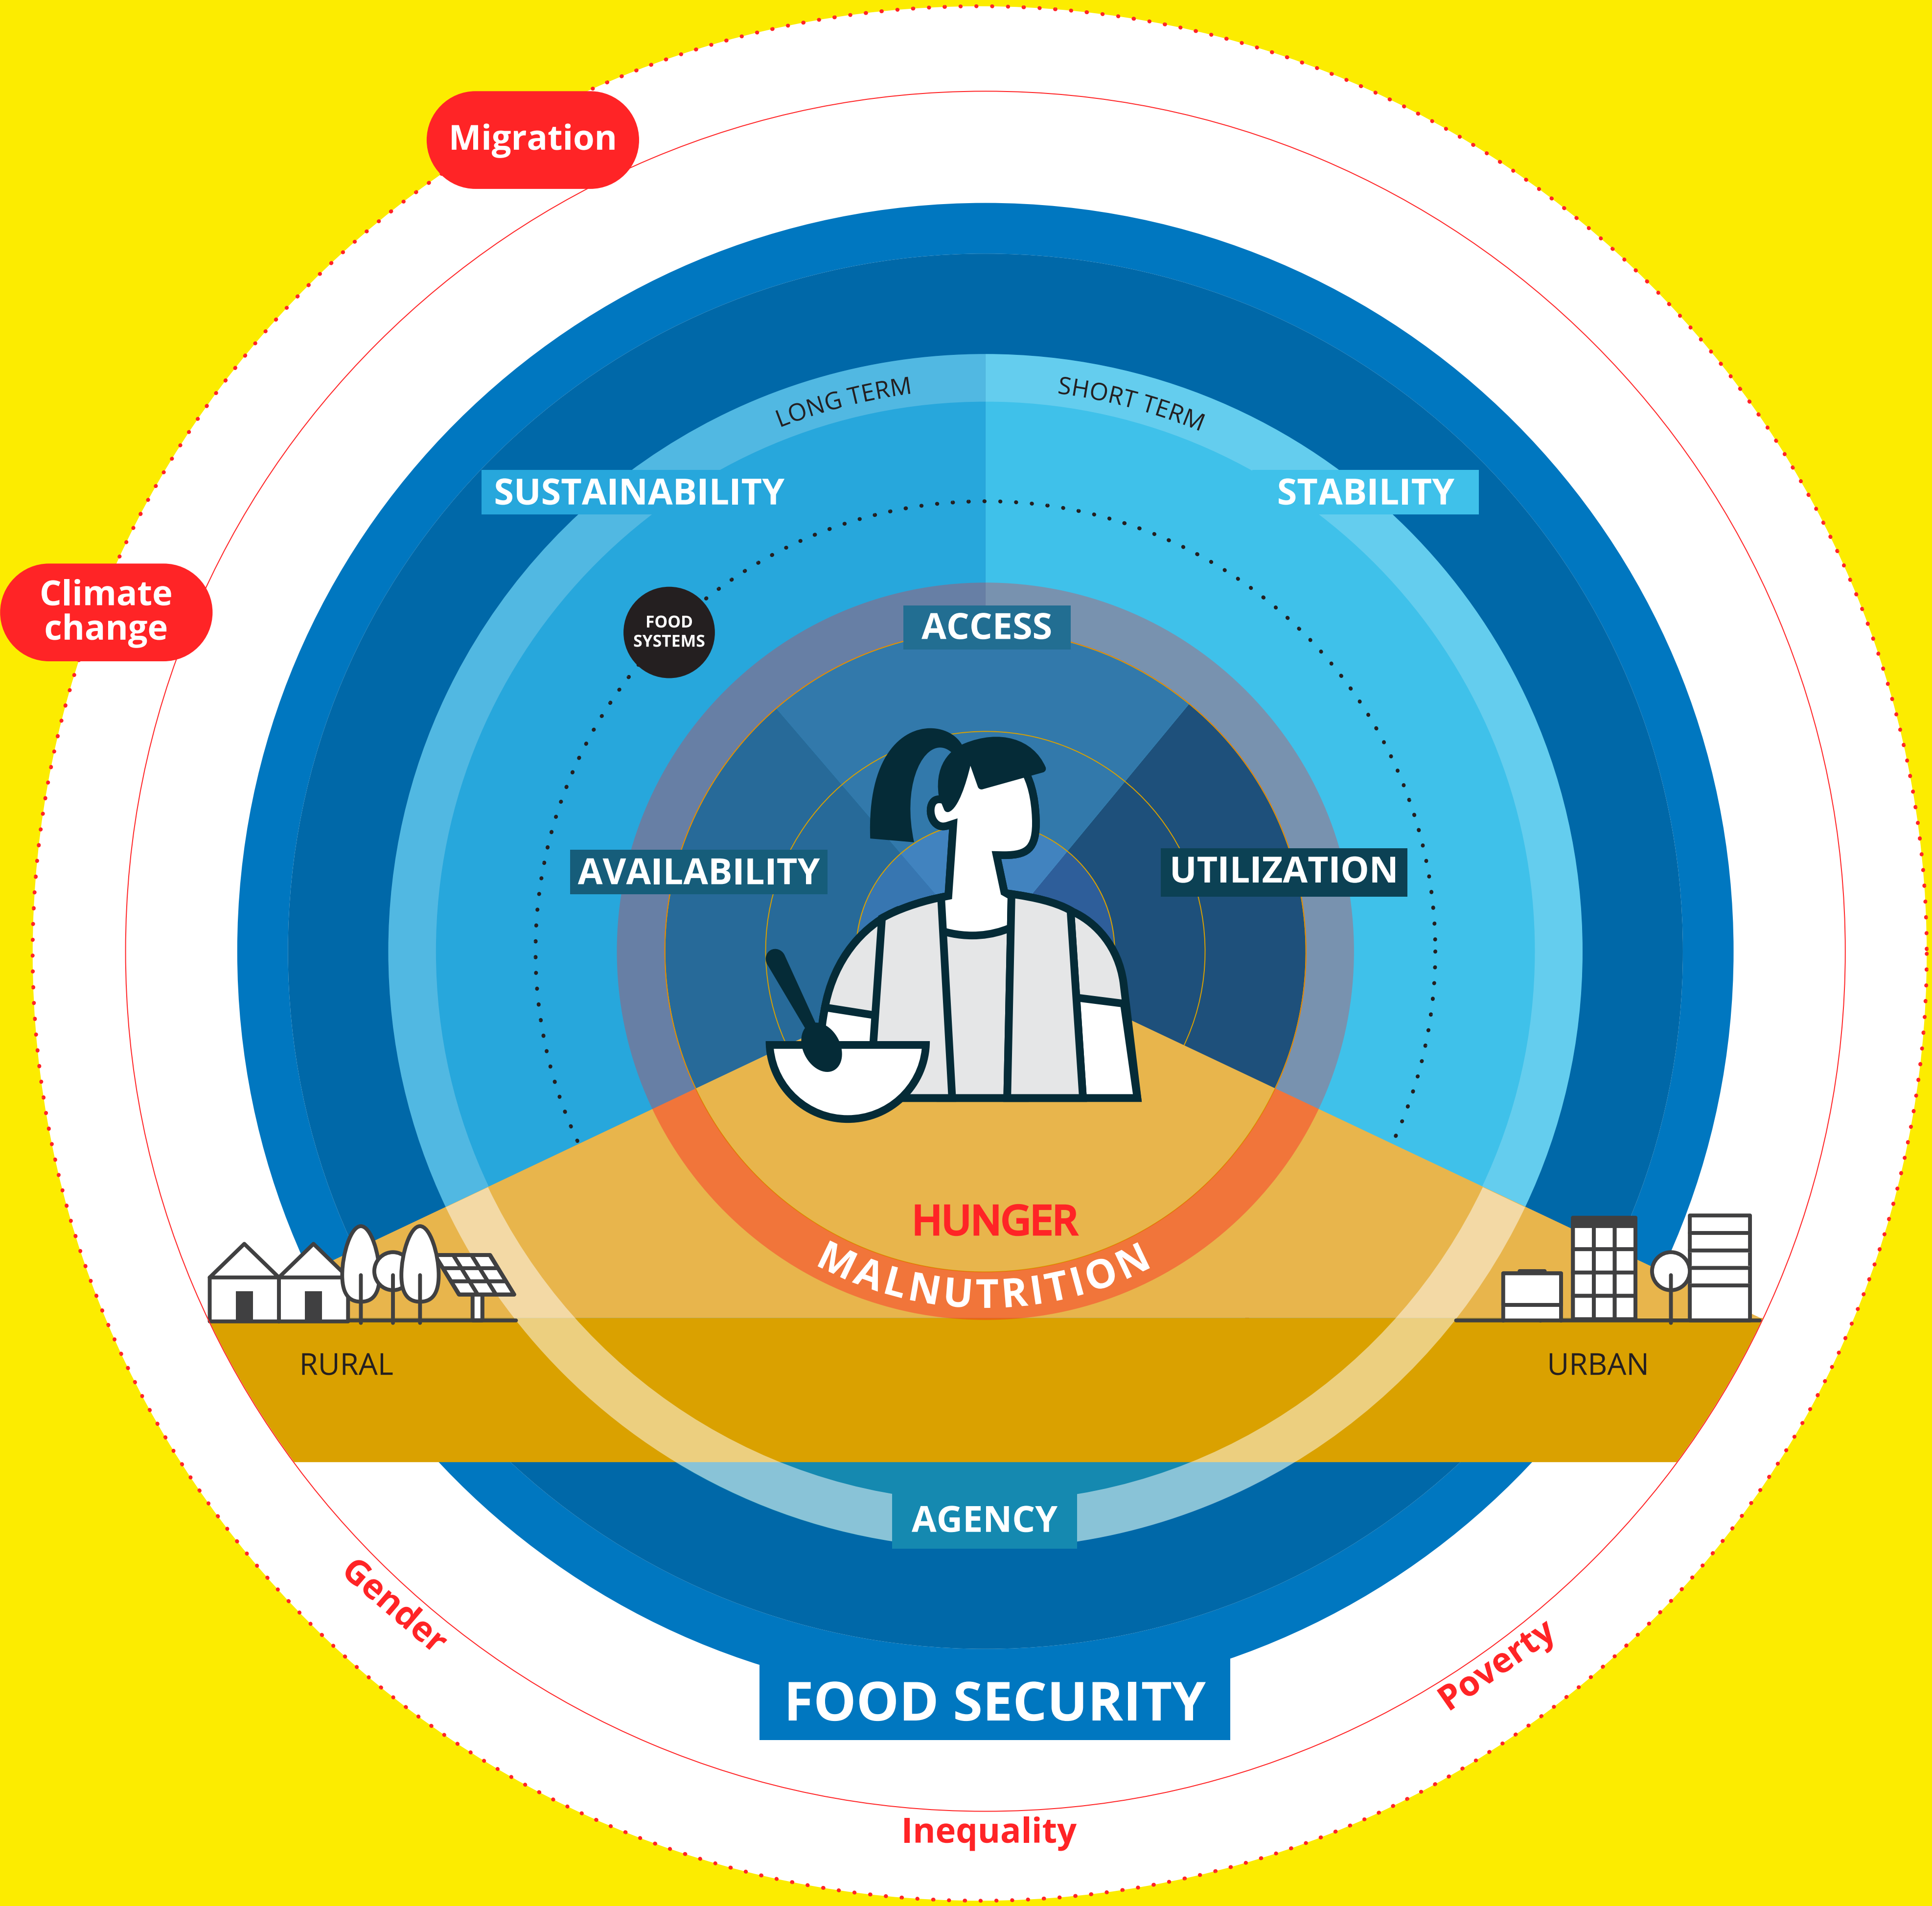 Migration
Climate
change
LONG TERM
SHORT TERM
SUSTAINABILITY
STABILITY
FOOD
SYSTEMS
ACCESS
AVAILABILITY
UTILIZATION
HUNGER
MALNUTRITION
RURAL
URBAN
AGENCY
Gender
Poverty
FOOD SECURITY
Inequality